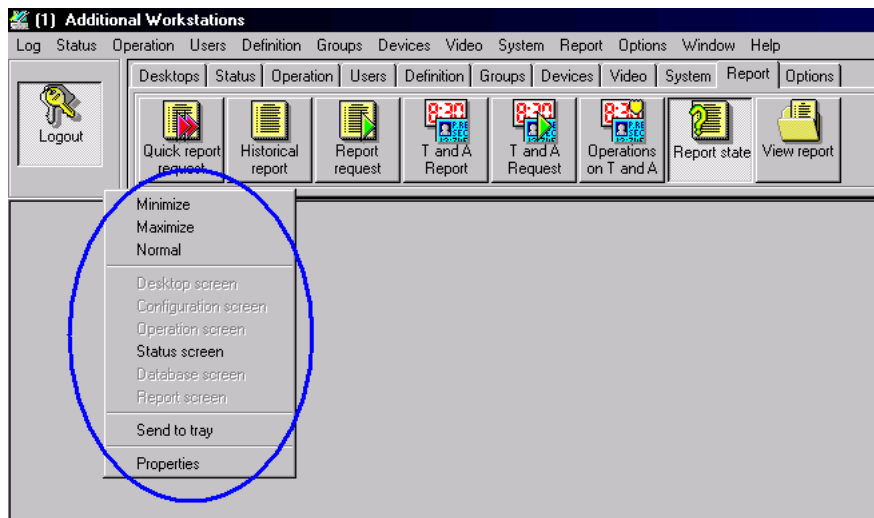 (1) Additional Workstations
Log Status Operation Users Definition Groups Devices Video System Report Options Window Help
Desktops Status Operation Users Definition Groups Devices Video System Report Options
Logout
Quick report request
Historical report
Report request
T and A Report
T and A Request
Operations on T and A
Report state
View report
Minimize
Maximize
Normal
Desktop screen
Configuration screen
Operation screen
Status screen
Database screen
Report screen
Send to tray
Properties